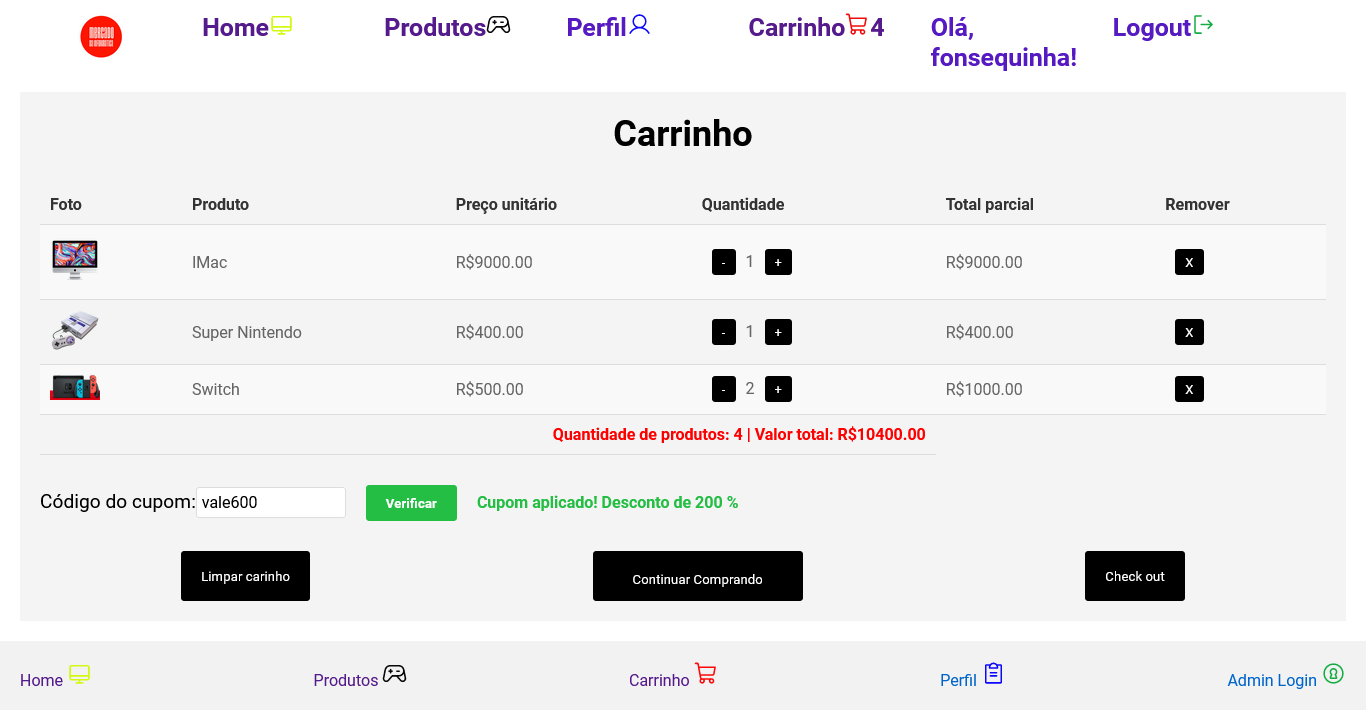 MERCADO
DA INFORMÁTICA
Home
Produtos
Perfil
Carrinho 4
Olá,
fonsequinha!
Logout
Carrinho
Foto Produto Preço unitário Quantidade Total parcial Remover
IMac R$9000.00 - 1 + R$9000.00 X
Super Nintendo R$400.00 - 1 + R$400.00 X
Switch R$500.00 - 2 + R$1000.00 X
Quantidade de produtos: 4 | Valor total: R$10400.00
Código do cupom: vale600 Verificar Cupom aplicado! Desconto de 200 %
Limpar carinho Continuar Comprando Check out
Home Produtos Carrinho Perfil Admin Login